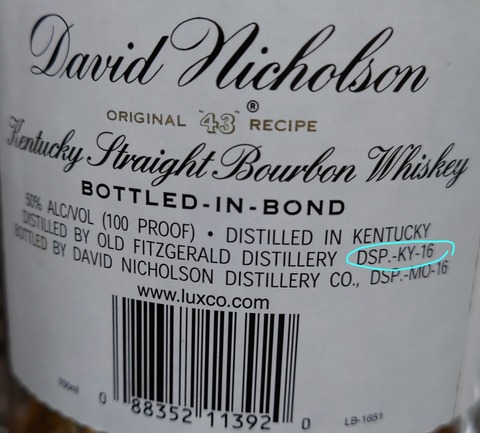 David Nicholson
ORIGINAL "43"® RECIPE
Kentucky Straight Bourbon Whiskey
BOTTLED-IN-BOND
50% ALC/VOL (100 PROOF) • DISTILLED IN KENTUCKY
DISTILLED BY OLD FITZGERALD DISTILLERY DSP.-KY-16
BOTTLED BY DAVID NICHOLSON DISTILLERY CO., DSP.-MO-16
www.luxco.com
750ml
0 88352 11392 0
LB-1651